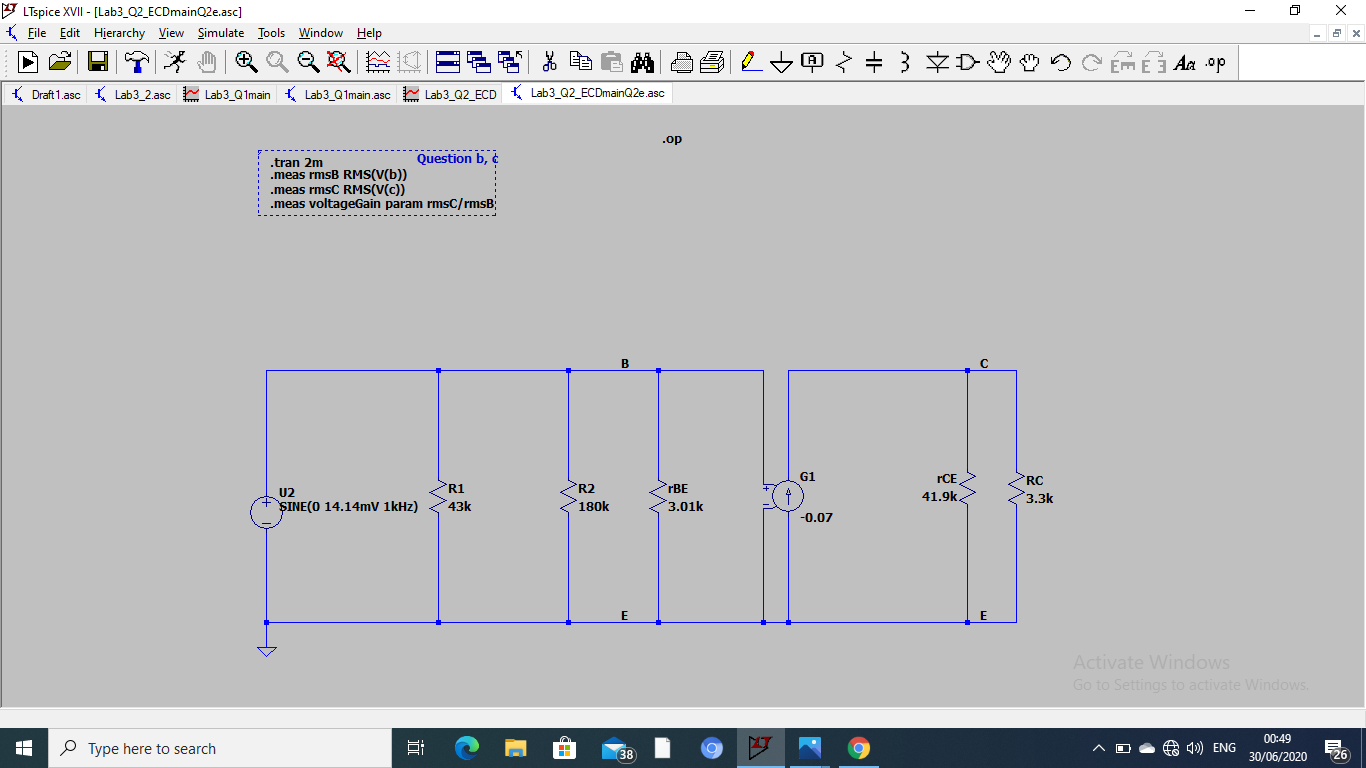 LTspice XVII - [Lab3_Q2_ECDmainQ2e.asc]
File Edit Hierarchy View Simulate Tools Window Help
Draft1.asc Lab3_2.asc Lab3_Q1main Lab3_Q1main.asc Lab3_Q2_ECD Lab3_Q2_ECDmainQ2e.asc
.op
.op
Question b, c
.tran 2m
.meas rmsB RMS(V(b))
.meas rmsC RMS(V(c))
.meas voltageGain param rmsC/rmsB
B
C
U2
SINE(0 14.14mV 1kHz)
R1
43k
R2
180k
rBE
3.01k
G1
-0.07
rCE
41.9k
RC
3.3k
E
E
Activate Windows
Go to Settings to activate Windows.
Type here to search
38
ENG
00:49
30/06/2020
26